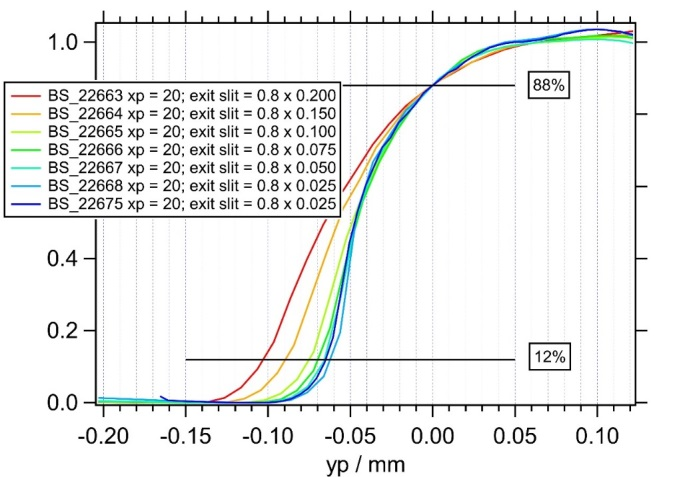 1.0
88%
BS_22663 xp = 20; exit slit = 0.8 x 0.200
BS_22664 xp = 20; exit slit = 0.8 x 0.150
BS_22665 xp = 20; exit slit = 0.8 x 0.100
BS_22666 xp = 20; exit slit = 0.8 x 0.075
BS_22667 xp = 20; exit slit = 0.8 x 0.050
BS_22668 xp = 20; exit slit = 0.8 x 0.025
BS_22675 xp = 20; exit slit = 0.8 x 0.025
0.4
0.2
12%
0.0
-0.20 -0.15 -0.10 -0.05 0.00 0.05 0.10
yp / mm